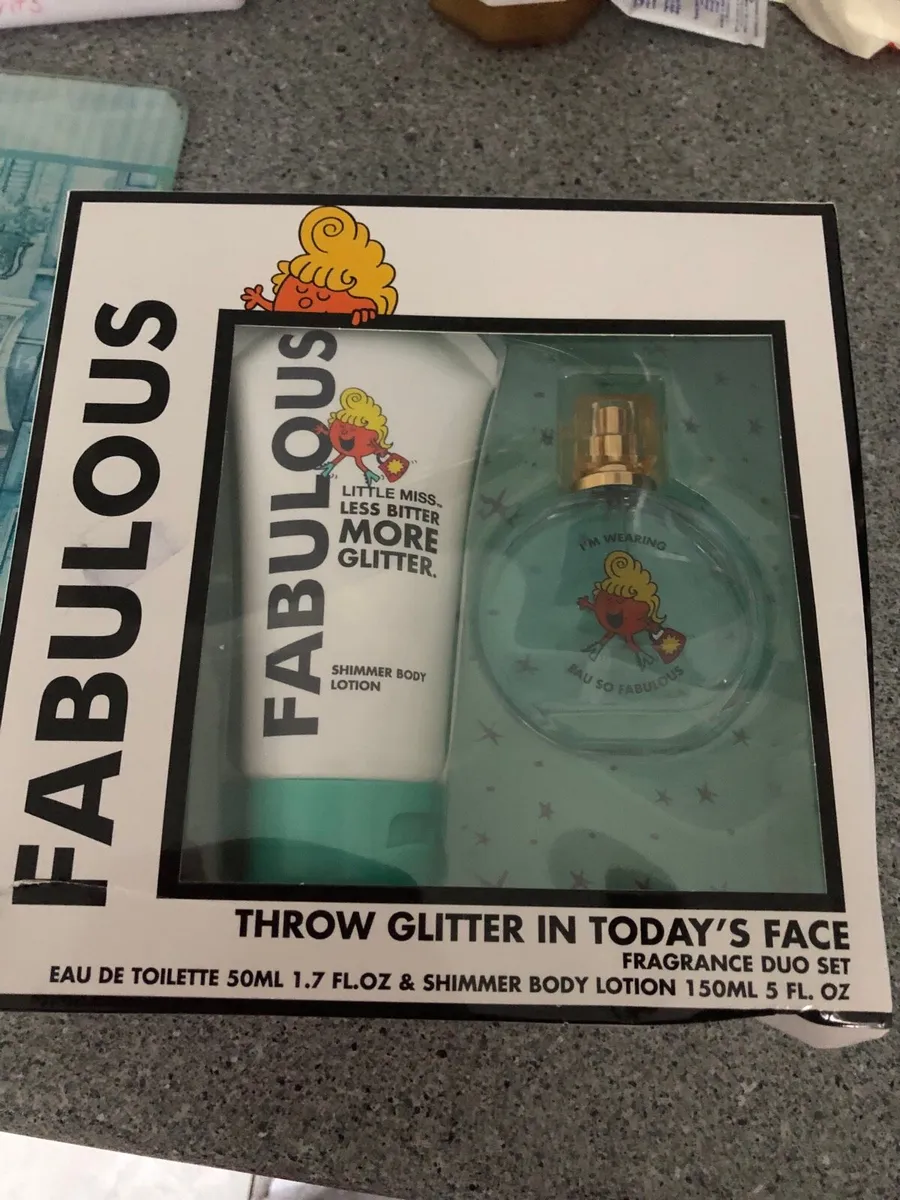 FABULOUS
FABULOUS
LITTLE MISS™
LESS BITTER
MORE
GLITTER.
SHIMMER BODY
LOTION
I'M WEARING
EAU SO FABULOUS
THROW GLITTER IN TODAY'S FACE
FRAGRANCE DUO SET
EAU DE TOILETTE 50ML 1.7 FL.OZ & SHIMMER BODY LOTION 150ML 5 FL. OZ